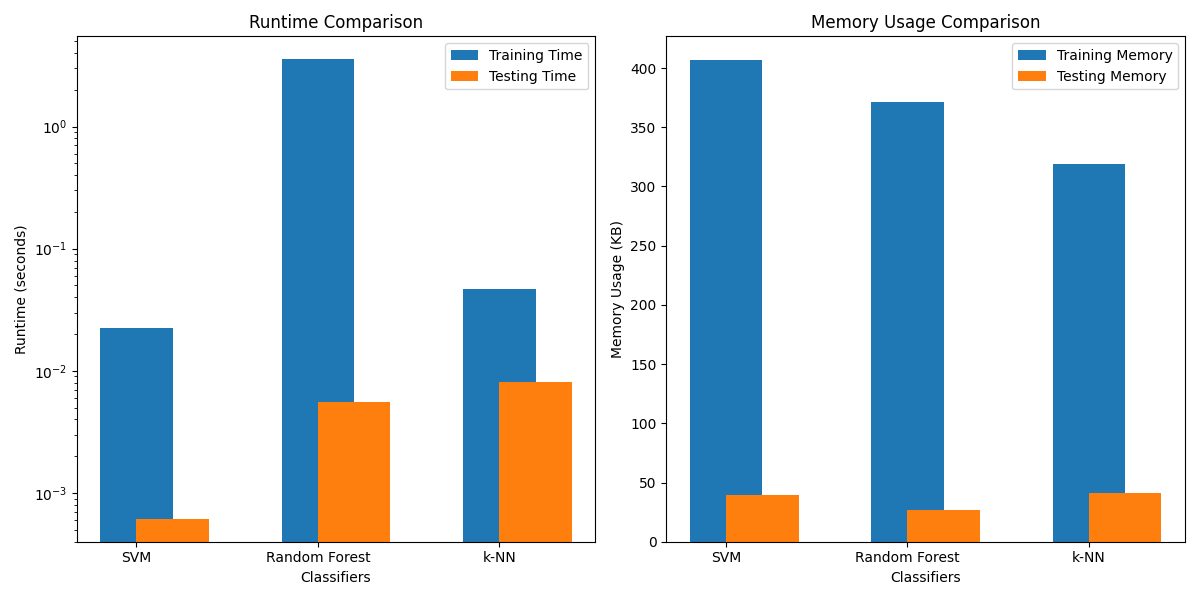 Runtime Comparison
Training Time
Testing Time
10⁰
10⁻¹
10⁻²
10⁻³
Runtime (seconds)
SVM
Random Forest
k-NN
Classifiers
Memory Usage Comparison
Training Memory
Testing Memory
400
350
300
250
200
150
100
50
0
Memory Usage (KB)
SVM
Random Forest
k-NN
Classifiers